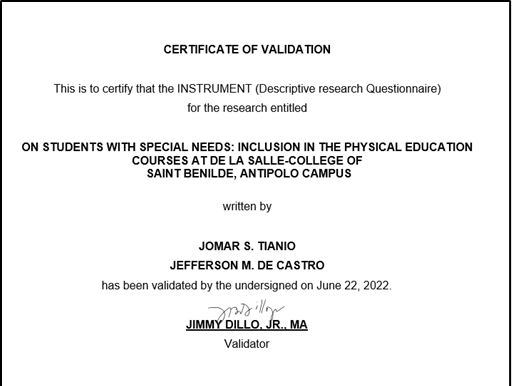 CERTIFICATE OF VALIDATION
This is to certify that the INSTRUMENT (Descriptive research Questionnaire)
for the research entitled
ON STUDENTS WITH SPECIAL NEEDS: INCLUSION IN THE PHYSICAL EDUCATION
COURSES AT DE LA SALLE-COLLEGE OF
SAINT BENILDE, ANTIPOLO CAMPUS
written by
JOMAR S. TIANIO
JEFFERSON M. DE CASTRO
has been validated by the undersigned on June 22, 2022.
JIMMY DILLO, JR., MA
Validator